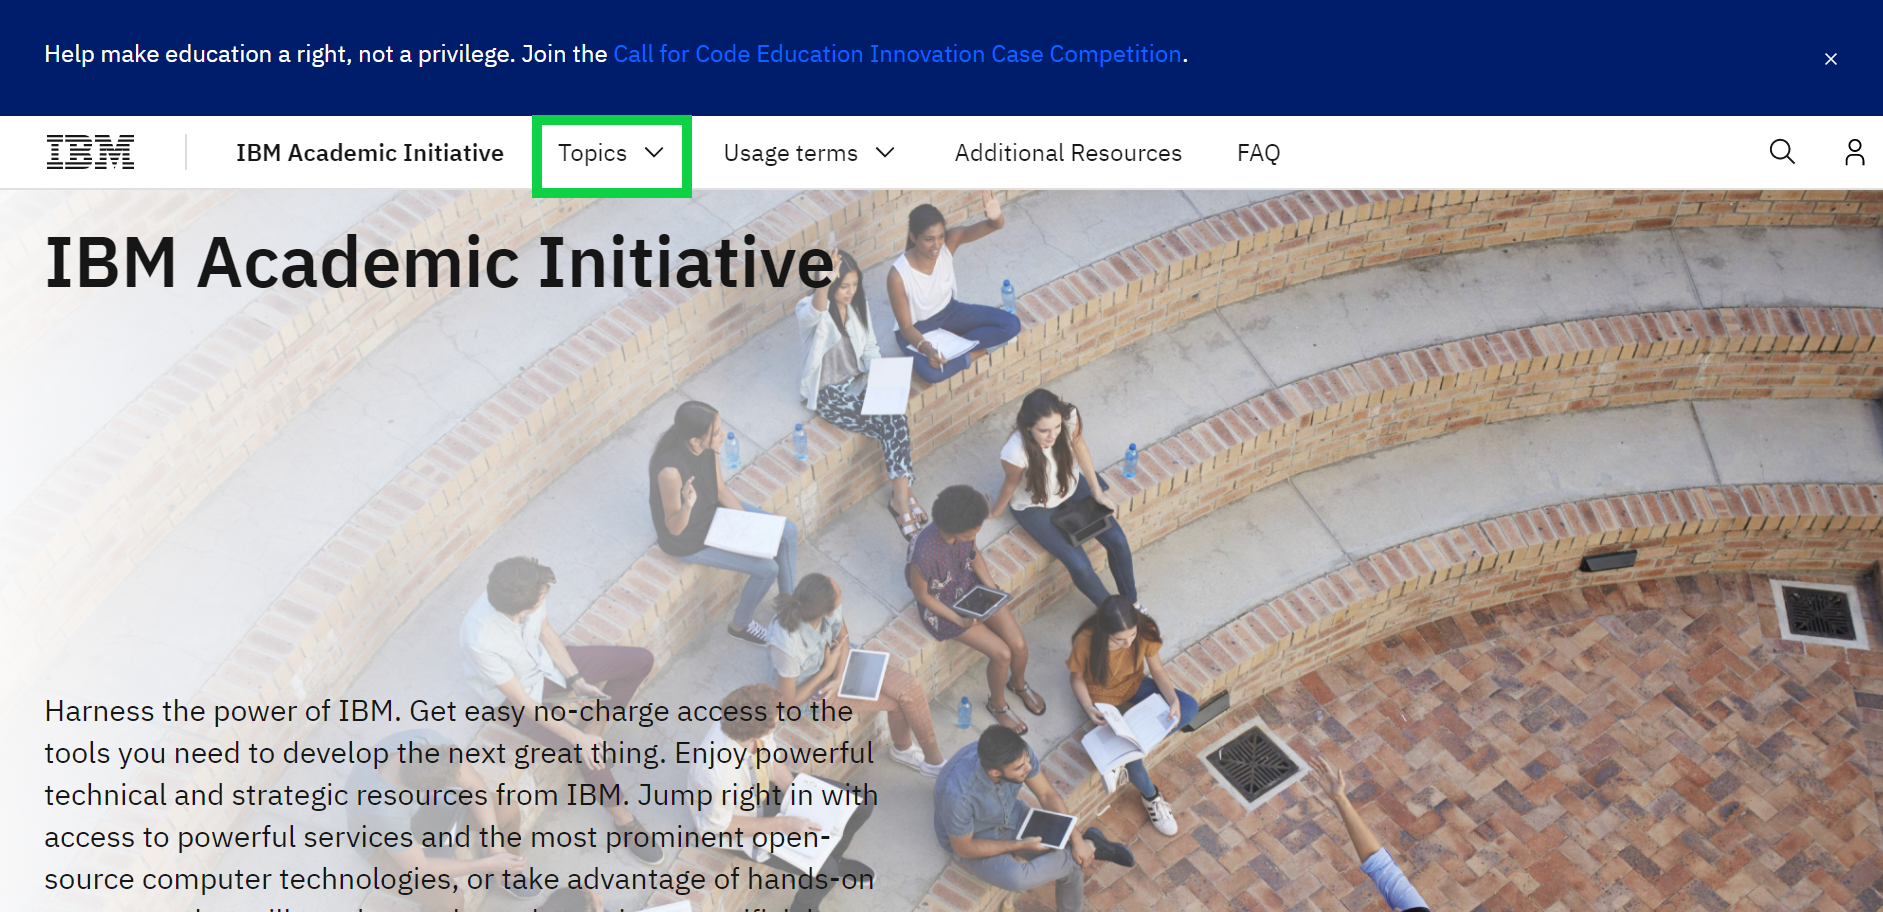 Help make education a right, not a privilege. Join the Call for Code Education Innovation Case Competition.
IBM
IBM Academic Initiative
Topics
Usage terms
Additional Resources
FAQ
IBM Academic Initiative
Harness the power of IBM. Get easy no-charge access to the
tools you need to develop the next great thing. Enjoy powerful
technical and strategic resources from IBM. Jump right in with
access to powerful services and the most prominent open-
source computer technologies, or take advantage of hands-on